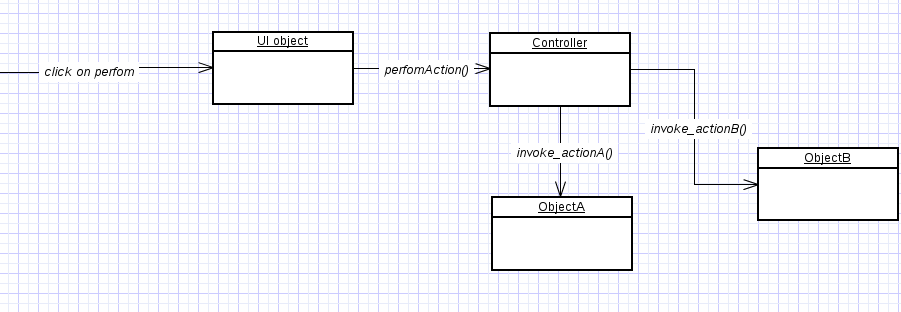 UI object
Controller
click on perfom
perfomAction()
invoke_actionB()
invoke_actionA()
ObjectB
ObjectA